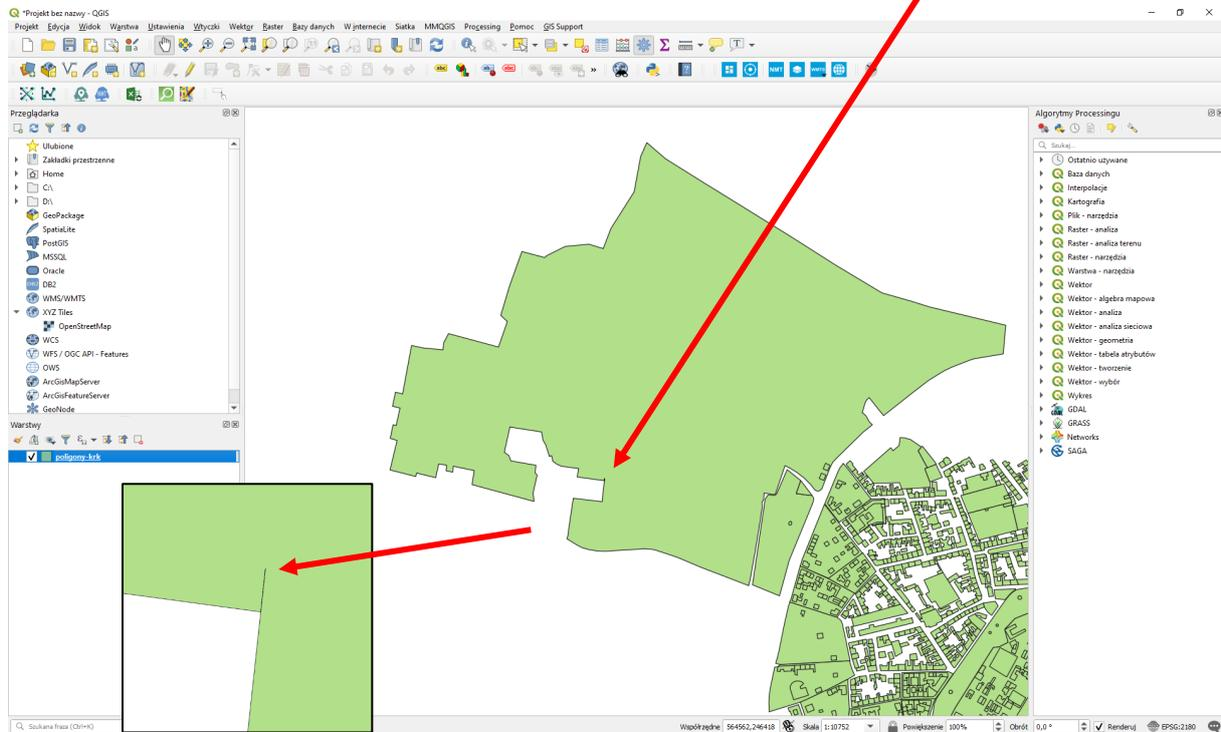 *Projekt bez nazwy - QGIS
Projekt Edycja Widok Warstwa Ustawienia Wtyczki Wektor Raster Bazy danych W internecie Siatka MMQGIS Processing Pomoc GIS Support
Przeglądarka
Ulubione
Zakładki przestrzenne
Home
C:\
D:\
GeoPackage
SpatiaLite
PostGIS
MSSQL
Oracle
DB2
WMS/WMTS
XYZ Tiles
OpenStreetMap
WCS
WFS / OGC API - Features
OWS
ArcGisMapServer
ArcGisFeatureServer
GeoNode
Warstwy
poligony-krk
Algorytmy Processingu
Szukaj...
Ostatnio używane
Baza danych
Interpolacje
Kartografia
Plik - narzędzia
Raster - analiza
Raster - analiza terenu
Raster - narzędzia
Warstwa - narzędzia
Wektor
Wektor - algebra mapowa
Wektor - analiza
Wektor - analiza sieciowa
Wektor - geometria
Wektor - tabela atrybutów
Wektor - tworzenie
Wektor - wybór
Wykres
GDAL
GRASS
Networks
SAGA
Szukana fraza (Ctrl+K)
Współrzędne 564562,246418 Skala 1:10752 Powiększenie 100% Obrót 0,0 ° Renderuj EPSG:2180